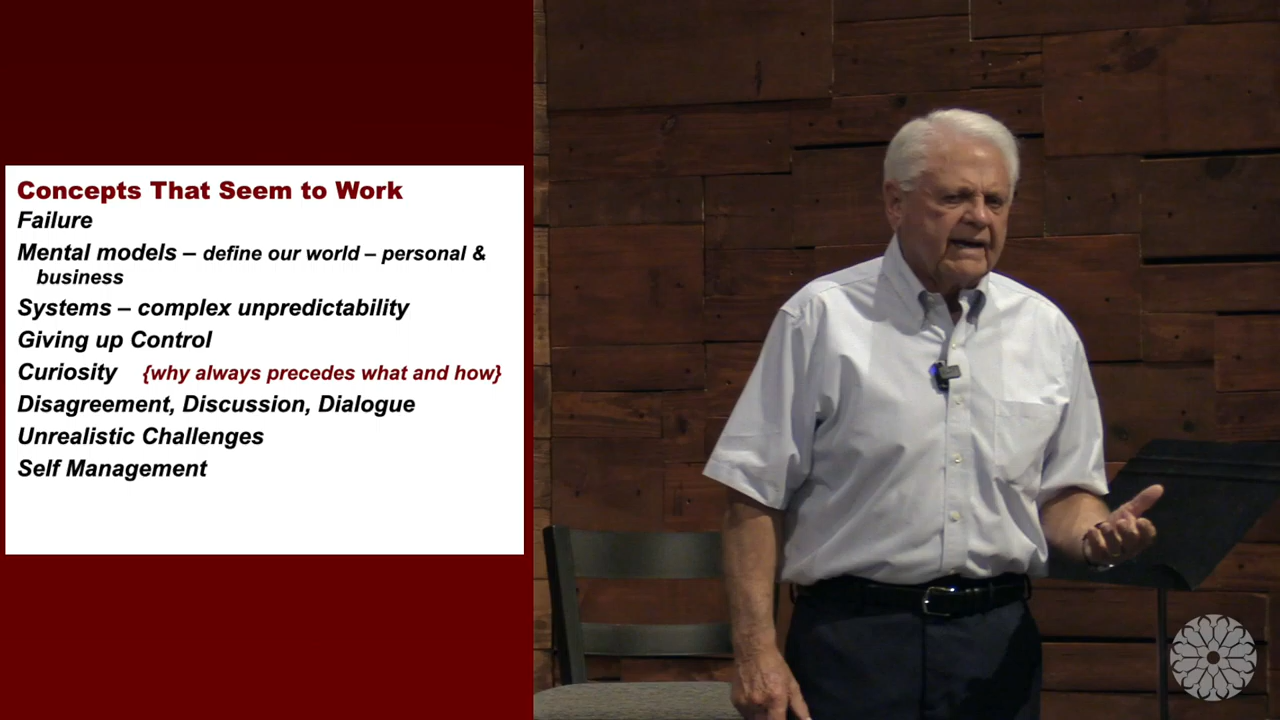 Concepts That Seem to Work
Failure
Mental models – define our world – personal &
business
Systems – complex unpredictability
Giving up Control
Curiosity {why always precedes what and how}
Disagreement, Discussion, Dialogue
Unrealistic Challenges
Self Management